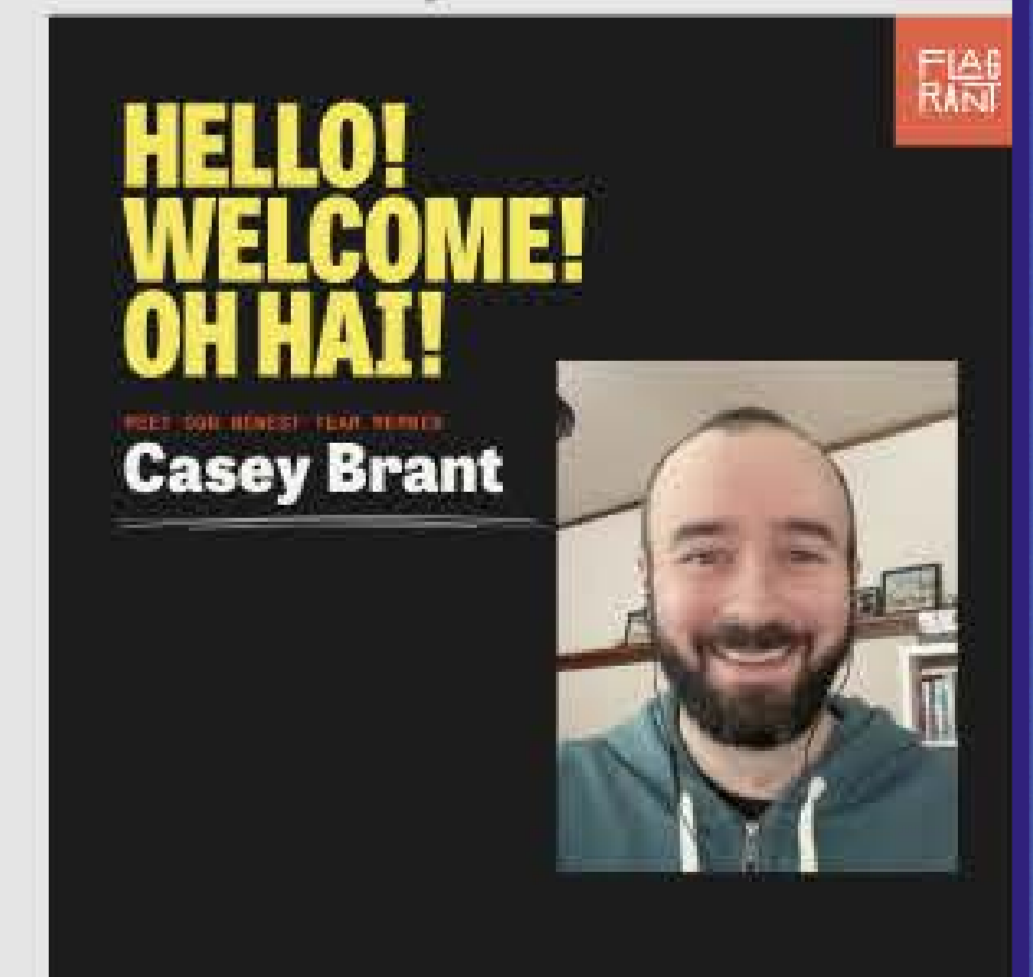 FLAG
RANT
HELLO!
WELCOME!
OH HAI!
MEET OUR NEWEST TEAM MEMBER
Casey Brant